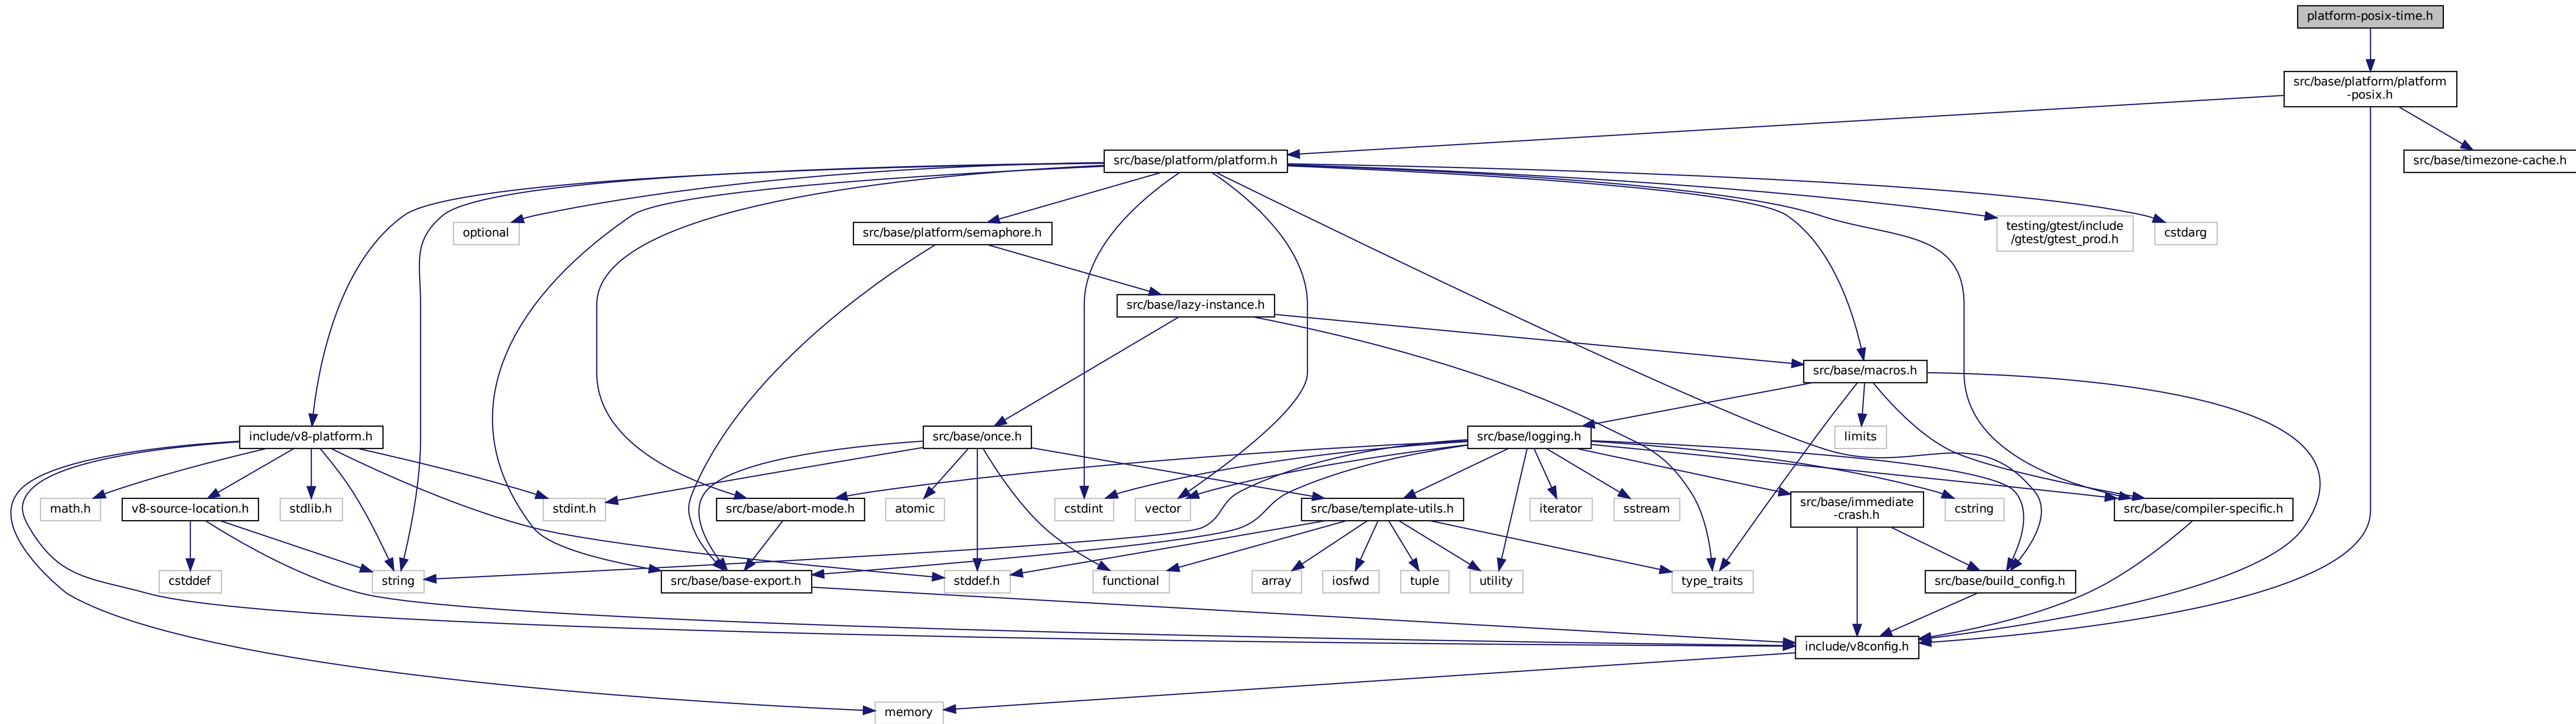 platform-posix-time.h
src/base/platform/platform
-posix.h
src/base/platform/platform.h
src/base/timezone-cache.h
optional
src/base/platform/semaphore.h
testing/gtest/include
/gtest/gtest_prod.h
cstdarg
src/base/lazy-instance.h
src/base/macros.h
include/v8-platform.h
src/base/once.h
src/base/logging.h
limits
math.h
v8-source-location.h
stdlib.h
stdint.h
src/base/abort-mode.h
atomic
cstdint
vector
src/base/template-utils.h
iterator
sstream
src/base/immediate
-crash.h
cstring
src/base/compiler-specific.h
cstddef
string
src/base/base-export.h
stddef.h
functional
array
iosfwd
tuple
utility
type_traits
src/base/build_config.h
include/v8config.h
memory